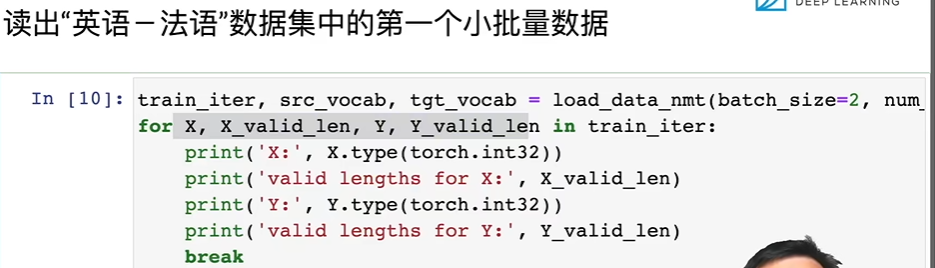 DEEP LEARNING
读出“英语－法语”数据集中的第一个小批量数据
In [10]: train_iter, src_vocab, tgt_vocab = load_data_nmt(batch_size=2, num_
for X, X_valid_len, Y, Y_valid_len in train_iter:
print('X:', X.type(torch.int32))
print('valid lengths for X:', X_valid_len)
print('Y:', Y.type(torch.int32))
print('valid lengths for Y:', Y_valid_len)
break